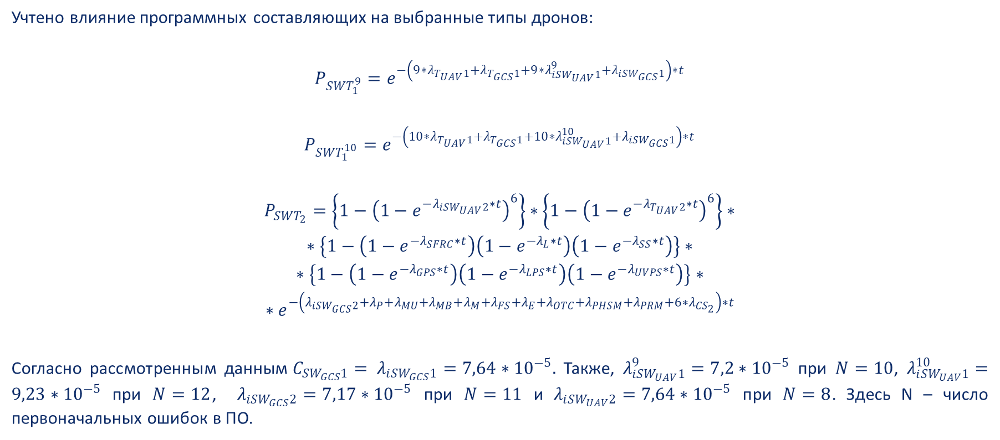 Учтено влияние программных составляющих на выбранные типы дронов:
$P_{SWT_1^9} = e^{-\left(9*\lambda_{T_{UAV}1}+\lambda_{T_{GCS}1}+9*\lambda^9_{iSW_{UAV}1}+\lambda_{iSW_{GCS}1}\right)*t}$
$P_{SWT_1^{10}} = e^{-\left(10*\lambda_{T_{UAV}1}+\lambda_{T_{GCS}1}+10*\lambda^{10}_{iSW_{UAV}1}+\lambda_{iSW_{GCS}1}\right)*t}$
$P_{SWT_2} = \left\{1-\left(1-e^{-\lambda_{iSW_{UAV}2}*t}\right)^6\right\} * \left\{1-\left(1-e^{-\lambda_{T_{UAV}2}*t}\right)^6\right\} *$
$* \left\{1-\left(1-e^{-\lambda_{SFRC}*t}\right)\left(1-e^{-\lambda_L*t}\right)\left(1-e^{-\lambda_{SS}*t}\right)\right\} *$
$* \left\{1-\left(1-e^{-\lambda_{GPS}*t}\right)\left(1-e^{-\lambda_{LPS}*t}\right)\left(1-e^{-\lambda_{UVPS}*t}\right)\right\} *$
$* e^{-\left(\lambda_{iSW_{GCS}2}+\lambda_P+\lambda_{MU}+\lambda_{MB}+\lambda_M+\lambda_{FS}+\lambda_E+\lambda_{OTC}+\lambda_{PHSM}+\lambda_{PRM}+6*\lambda_{CS_2}\right)*t}$
Согласно рассмотренным данным $C_{SW_{GCS}1} = \lambda_{iSW_{GCS}1} = 7,64 * 10^{-5}$. Также, $\lambda^9_{iSW_{UAV}1} = 7,2 * 10^{-5}$ при $N = 10$, $\lambda^{10}_{iSW_{UAV}1} =$
$9,23 * 10^{-5}$ при $N = 12$, $\lambda_{iSW_{GCS}2} = 7,17 * 10^{-5}$ при $N = 11$ и $\lambda_{iSW_{UAV}2} = 7,64 * 10^{-5}$ при $N = 8$. Здесь N – число
первоначальных ошибок в ПО.